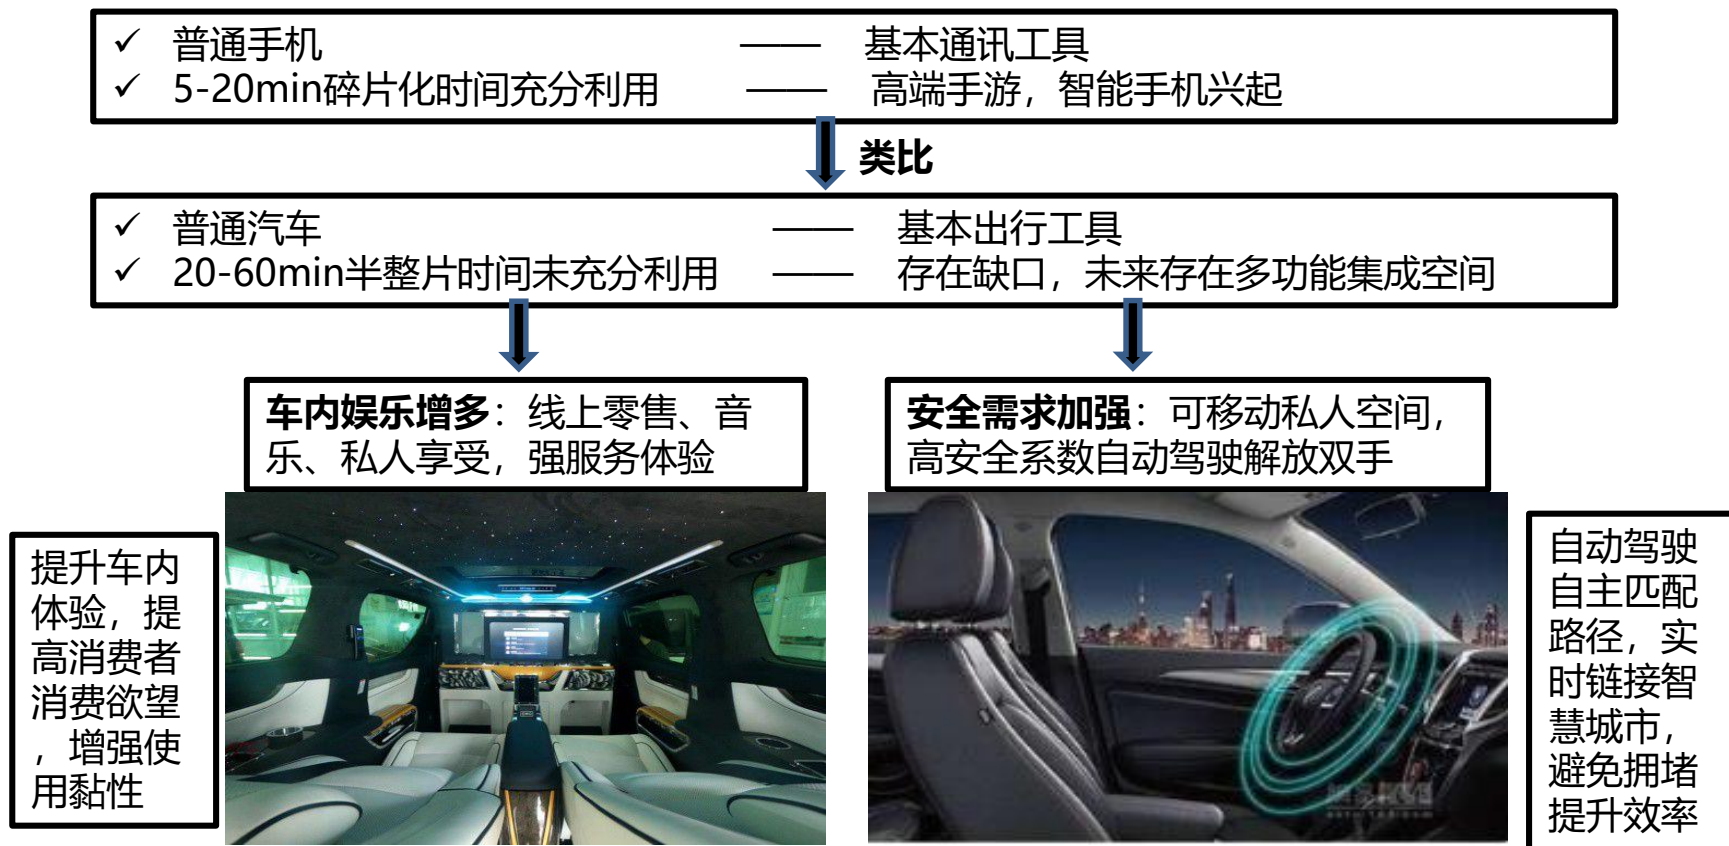 ✓ 普通手机 —— 基本通讯工具
✓ 5-20min碎片化时间充分利用 —— 高端手游，智能手机兴起
类比
✓ 普通汽车 —— 基本出行工具
✓ 20-60min半整片时间未充分利用 —— 存在缺口，未来存在多功能集成空间
车内娱乐增多：线上零售、音
乐、私人享受，强服务体验
安全需求加强：可移动私人空间，
高安全系数自动驾驶解放双手
提升车内
体验，提
高消费者
消费欲望
，增强使
用黏性
自动驾驶
自主匹配
路径，实
时链接智
慧城市，
避免拥堵
提升效率